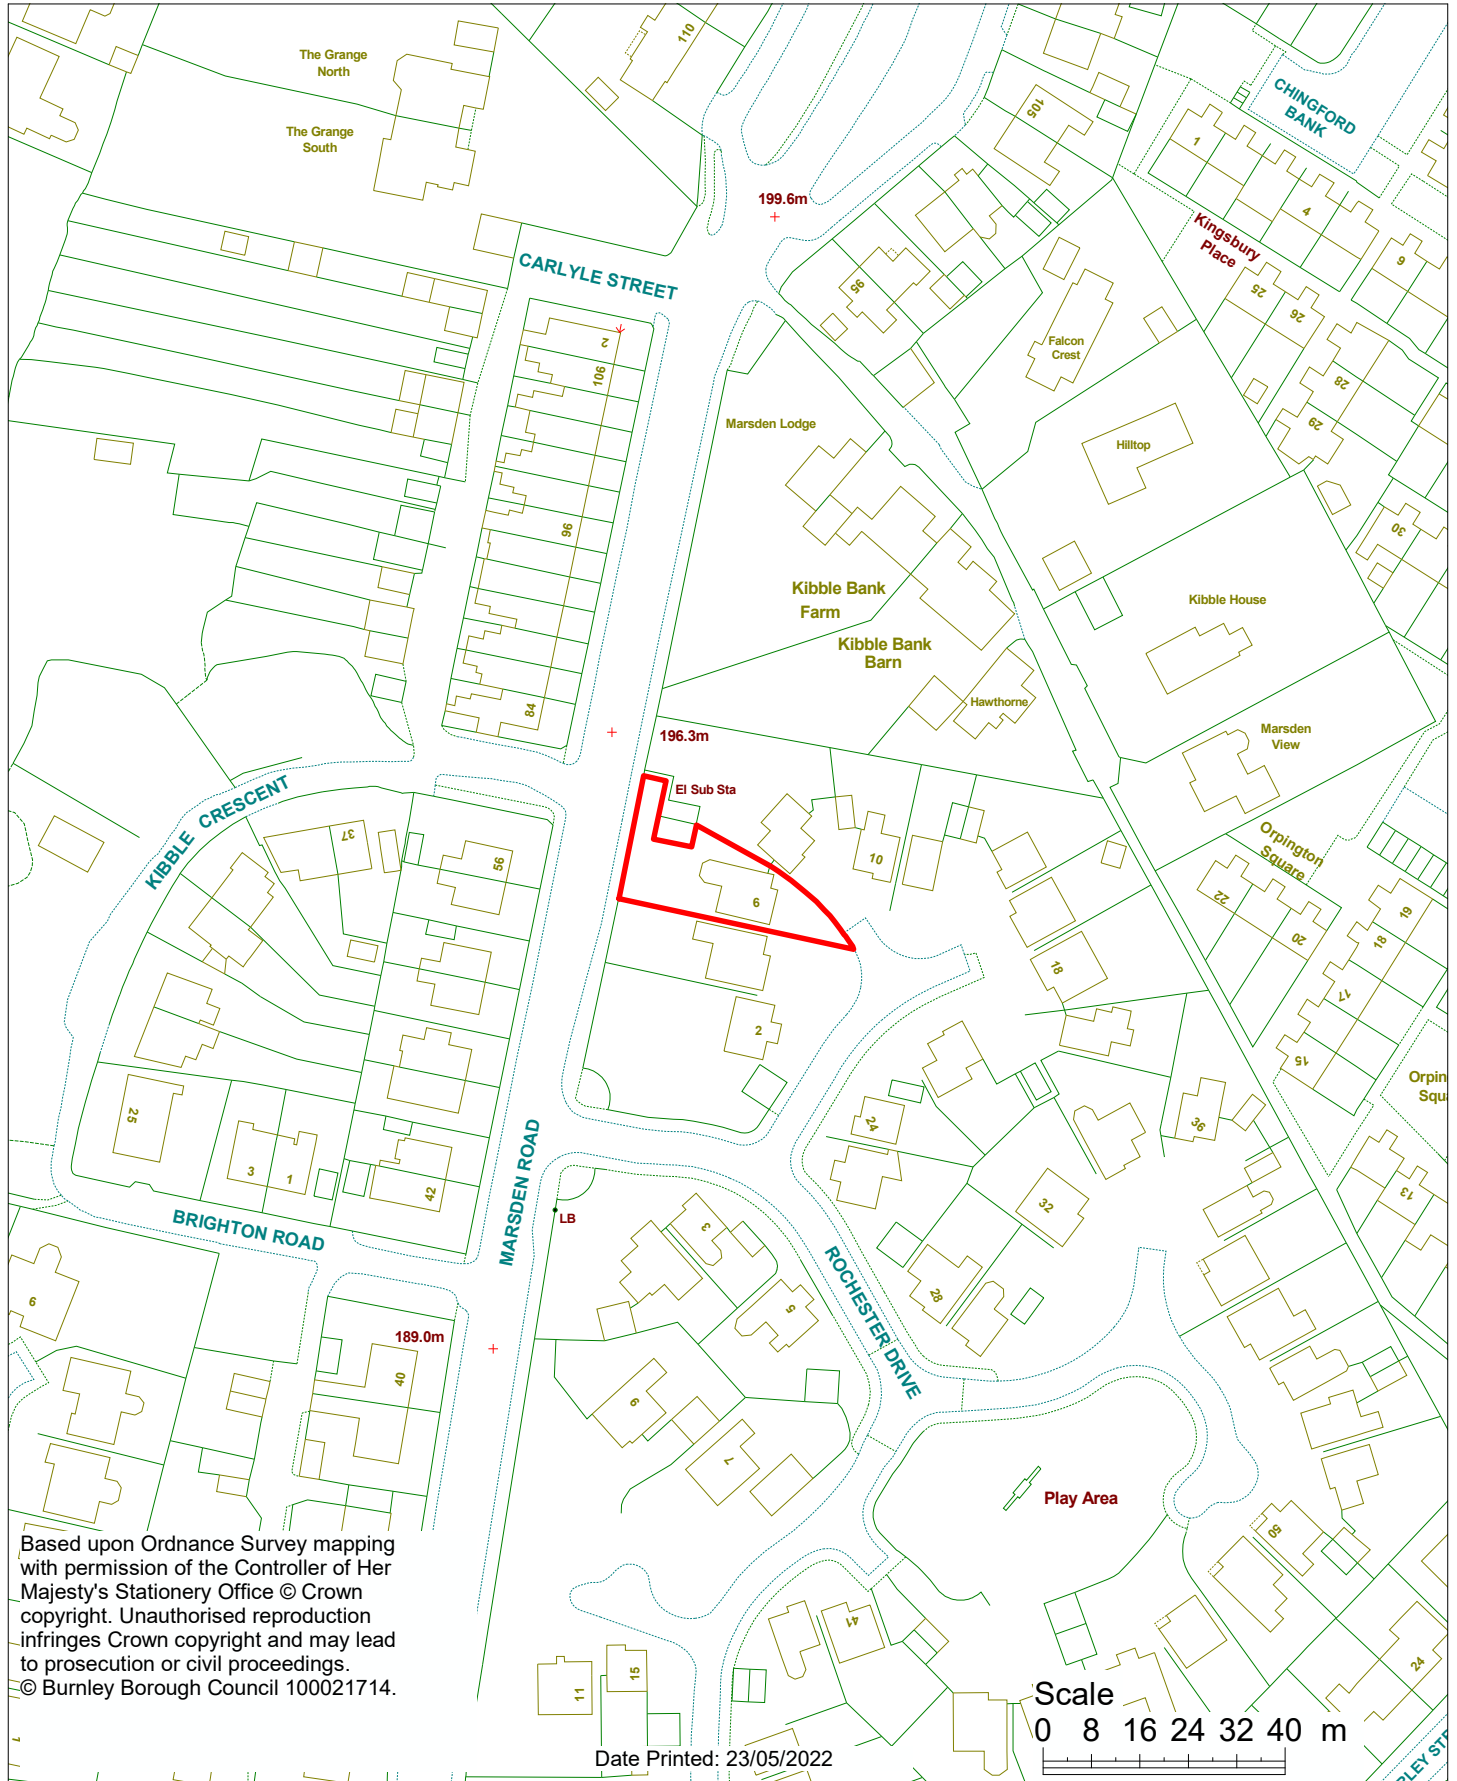 The Grange
North
110
The Grange
South
105
CHINGFORD
BANK
1
4
9
199.6m
Kingsbury
Place
CARLYLE STREET
95
25
26
2
106
Falcon
Crest
28
29
Marsden Lodge
Hilltop
96
30
Kibble Bank
Farm
Kibble House
Kibble Bank
Barn
84
Hawthorne
196.3m
Marsden
View
El Sub Sta
KIBBLE CRESCENT
37
56
10
Orpington
Square
6
22
20
19
18
17
18
2
15
Orpin
Squa
25
24
36
3
1
42
32
13
BRIGHTON ROAD
MARSDEN ROAD
LB
3
ROCHESTER DRIVE
28
5
6
189.0m
40
9
7
Play Area
50
Based upon Ordnance Survey mapping
with permission of the Controller of Her
Majesty's Stationery Office © Crown
copyright. Unauthorised reproduction
infringes Crown copyright and may lead
to prosecution or civil proceedings.
© Burnley Borough Council 100021714.
41
11
15
24
Scale
0 8 16 24 32 40 m
Date Printed: 23/05/2022
RLEY STR